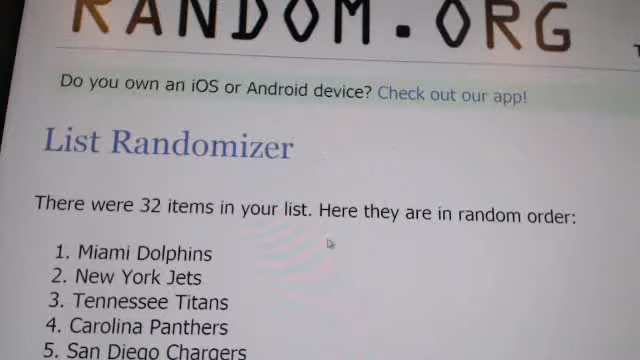 RANDOM.ORG
Do you own an iOS or Android device? Check out our app!
List Randomizer
There were 32 items in your list. Here they are in random order:
1. Miami Dolphins
2. New York Jets
3. Tennessee Titans
4. Carolina Panthers
5. San Diego Chargers